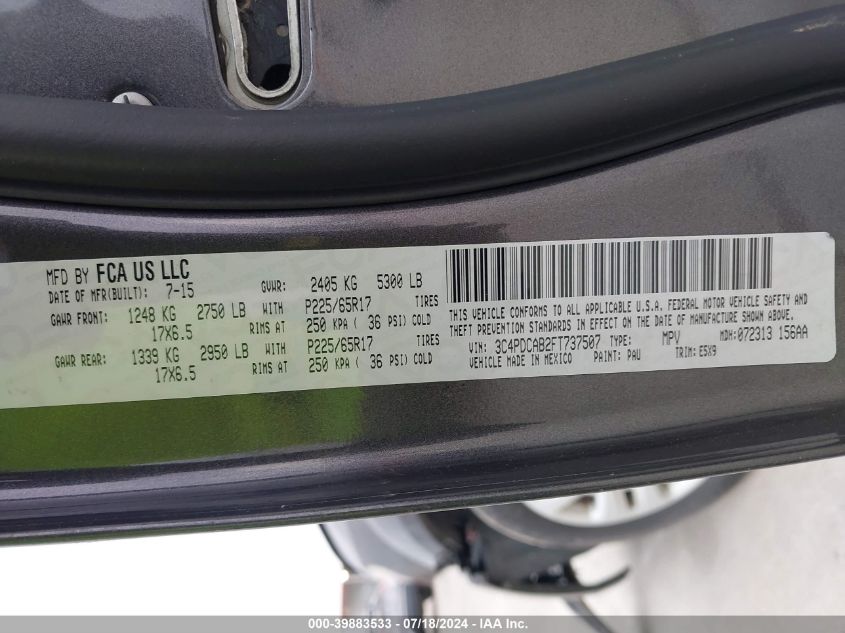 MFD BY FCA US LLC
DATE OF MFR(BUILT): 7-15 GVWR: 2405 KG 5300 LB
GAWR FRONT: 1248 KG 2750 LB WITH P225/65R17 TIRES
17X6.5 RIMS AT 250 KPA ( 36 PSI) COLD
GAWR REAR: 1339 KG 2950 LB WITH P225/65R17 TIRES
17X6.5 RIMS AT 250 KPA ( 36 PSI) COLD
THIS VEHICLE CONFORMS TO ALL APPLICABLE U.S.A. FEDERAL MOTOR VEHICLE SAFETY AND
THEFT PREVENTION STANDARDS IN EFFECT ON THE DATE OF MANUFACTURE SHOWN ABOVE.
VIN: 3C4PDCAB2FT737507 TYPE: MPV MDH: 072313 156AA
VEHICLE MADE IN MEXICO PAINT: PAU TRIM: E5X9
000-39883533 - 07/18/2024 - IAA Inc.